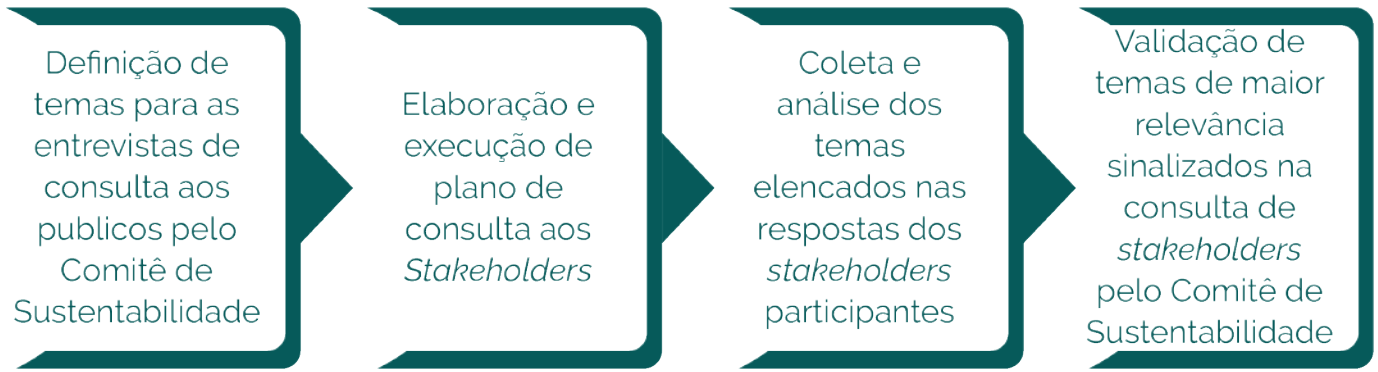 Definição de
temas para as
entrevistas de
consulta aos
publicos pelo
Comitê de
Sustentabilidade
Elaboração e
execução de
plano de
consulta aos
Stakeholders
Coleta e
análise dos
temas
elencados nas
respostas dos
stakeholders
participantes
Validação de
temas de maior
relevância
sinalizados na
consulta de
stakeholders
pelo Comitê de
Sustentabilidade